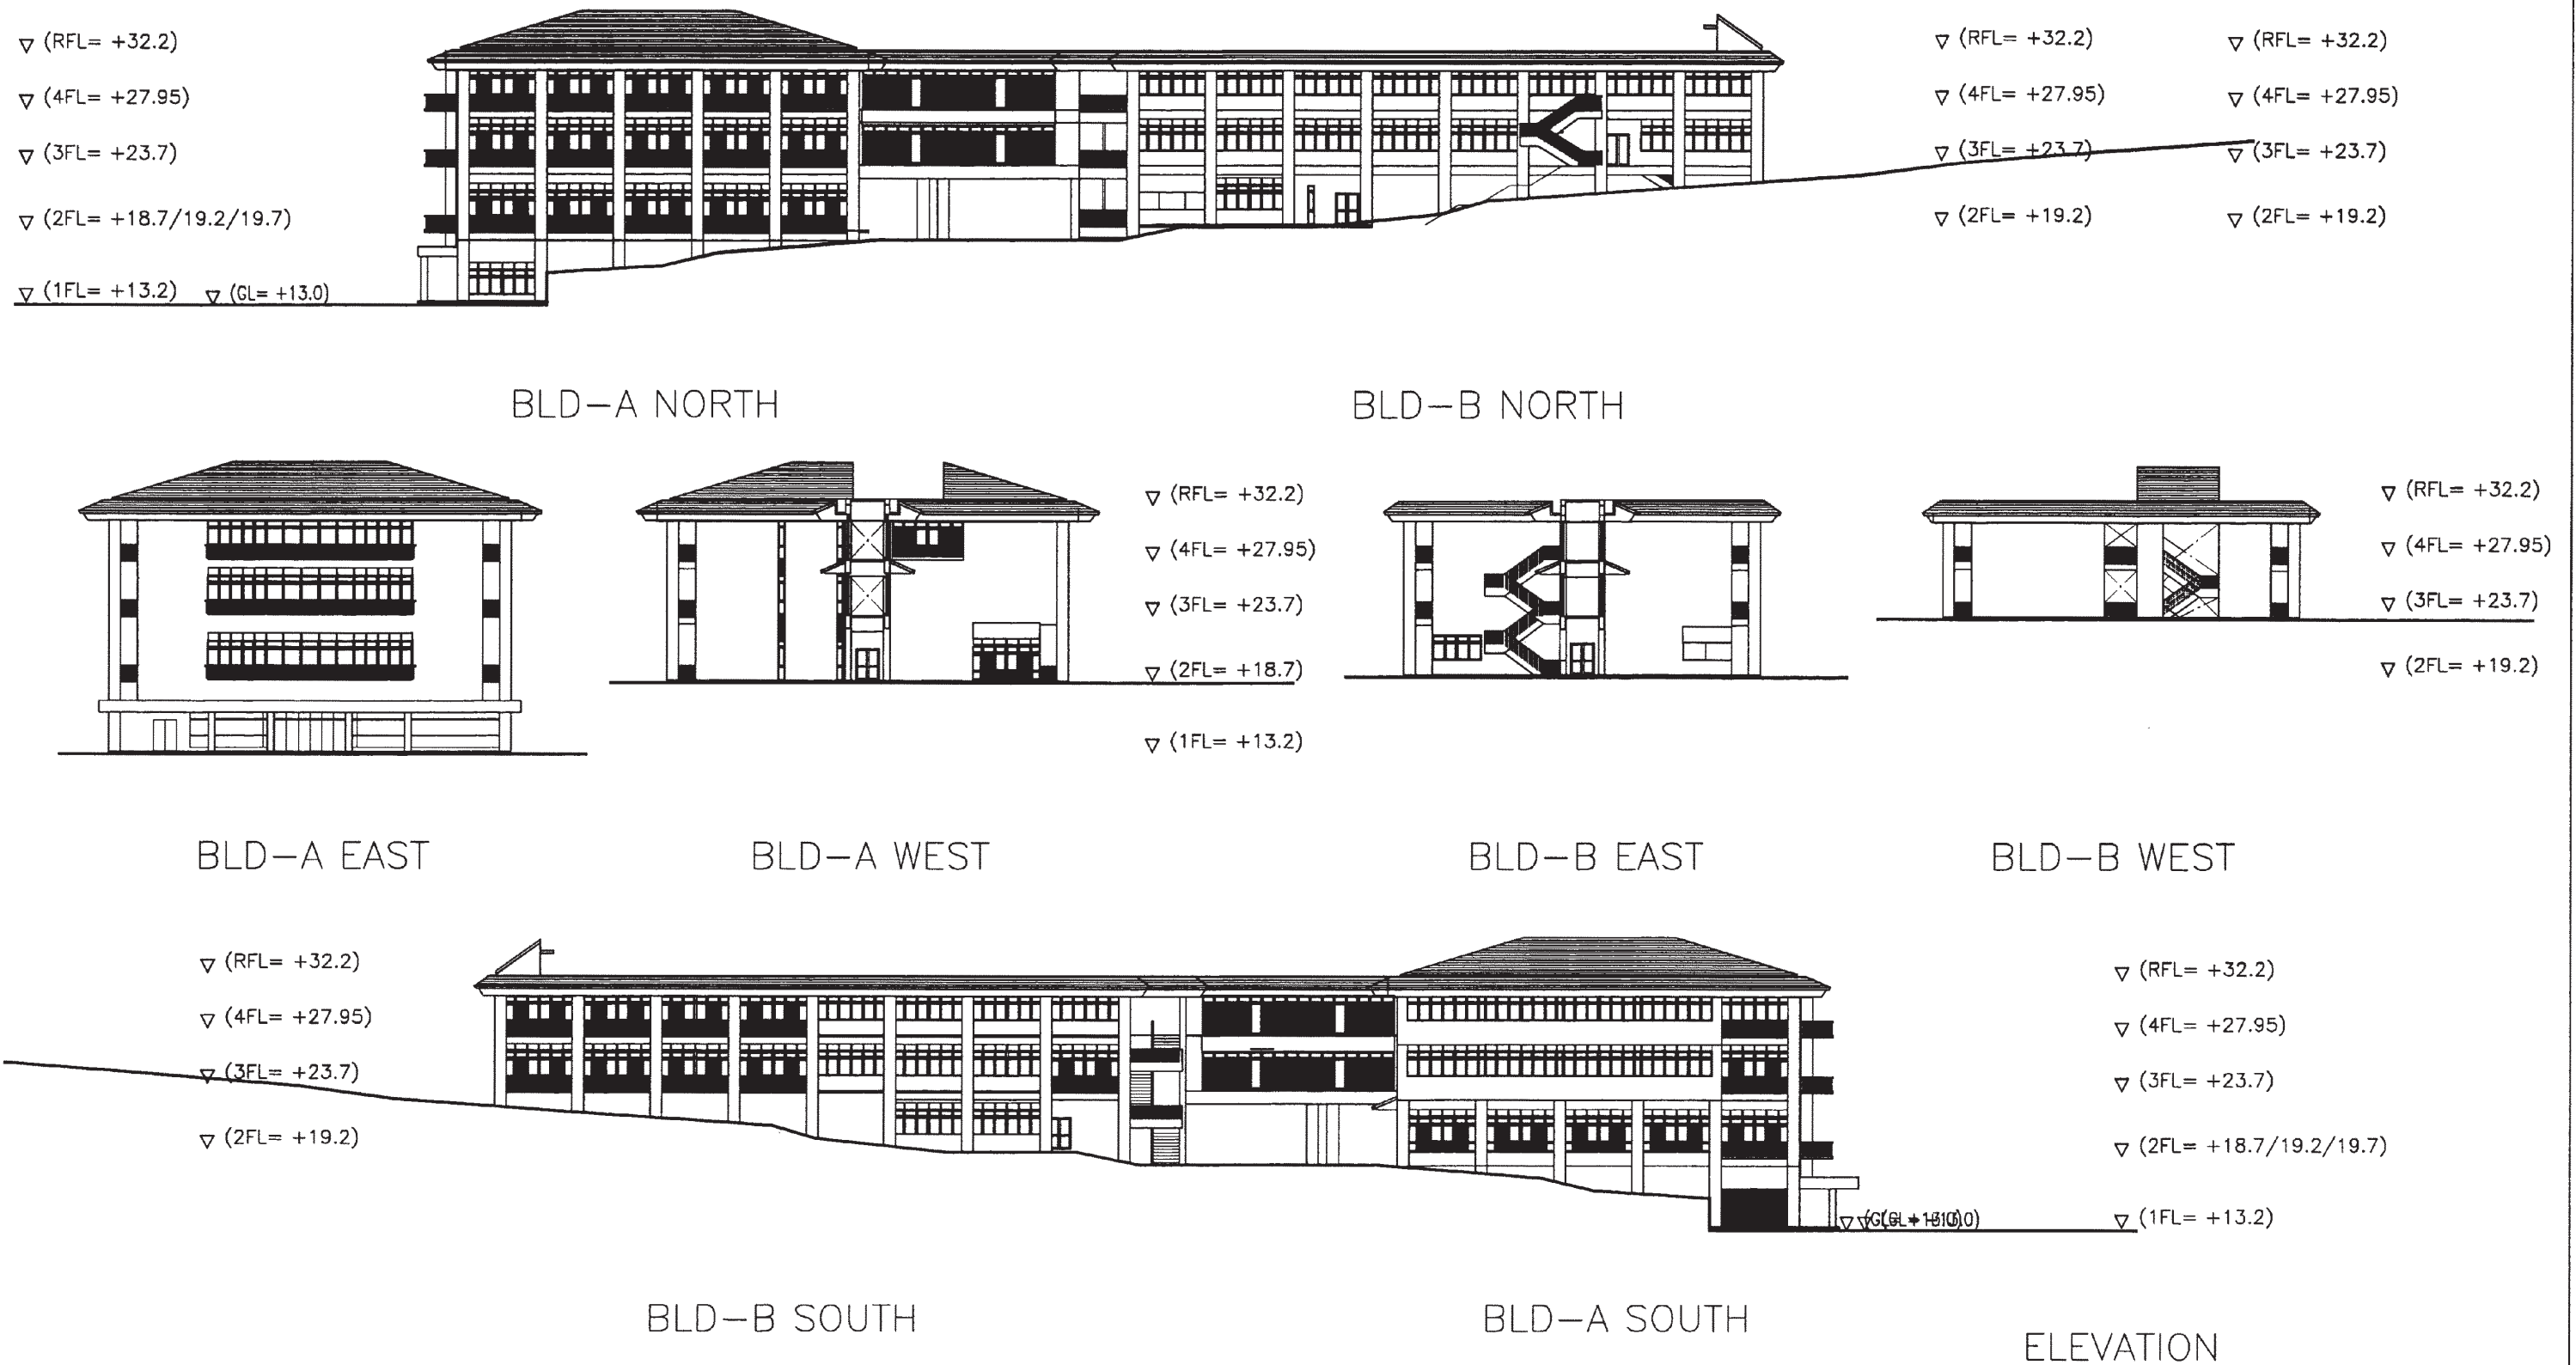 ▽ (RFL= +32.2) ▽ (RFL= +32.2) ▽ (RFL= +32.2)
▽ (4FL= +27.95) ▽ (4FL= +27.95) ▽ (4FL= +27.95)
▽ (3FL= +23.7) ▽ (3FL= +23.7) ▽ (3FL= +23.7)
▽ (2FL= +18.7/19.2/19.7) ▽ (2FL= +19.2) ▽ (2FL= +19.2)
▽ (1FL= +13.2) ▽ (GL= +13.0)
BLD-A NORTH BLD-B NORTH
▽ (RFL= +32.2) ▽ (RFL= +32.2)
▽ (4FL= +27.95) ▽ (4FL= +27.95)
▽ (3FL= +23.7) ▽ (3FL= +23.7)
▽ (2FL= +18.7) ▽ (2FL= +19.2)
▽ (1FL= +13.2)
BLD-A EAST BLD-A WEST BLD-B EAST BLD-B WEST
▽ (RFL= +32.2) ▽ (RFL= +32.2)
▽ (4FL= +27.95) ▽ (4FL= +27.95)
▽ (3FL= +23.7) ▽ (3FL= +23.7)
▽ (2FL= +19.2) ▽ (2FL= +18.7/19.2/19.7)
▽ (1FL= +13.2)
BLD-B SOUTH BLD-A SOUTH
ELEVATION